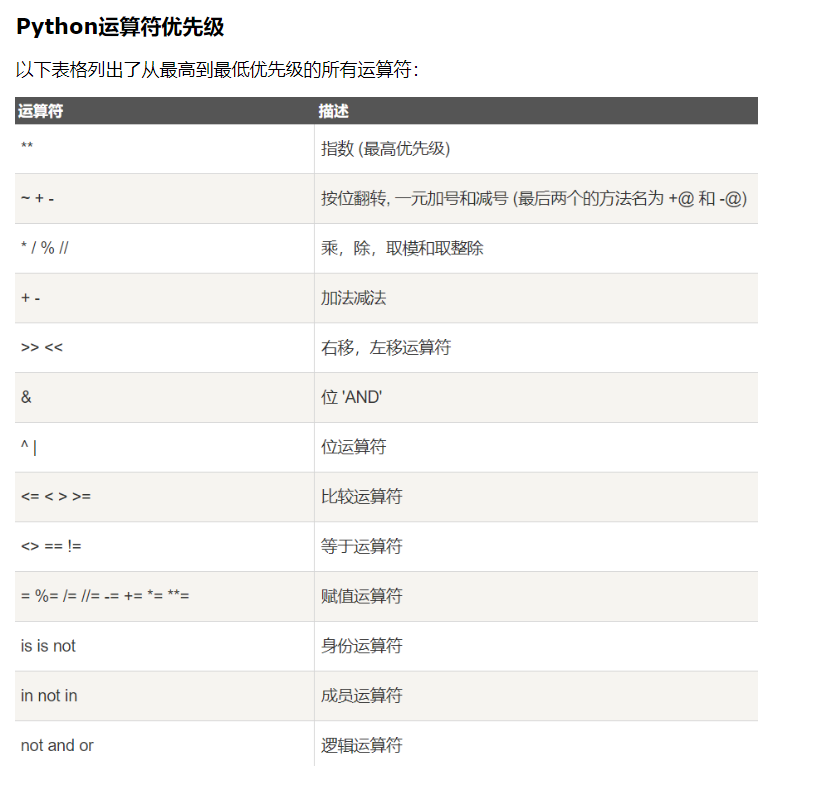 Python运算符优先级
以下表格列出了从最高到最低优先级的所有运算符：
运算符 描述
** 指数 (最高优先级)
~ + - 按位翻转, 一元加号和减号 (最后两个的方法名为 +@ 和 -@)
* / % // 乘，除，取模和取整除
+ - 加法减法
>> << 右移，左移运算符
& 位 'AND'
^ | 位运算符
<= < > >= 比较运算符
<> == != 等于运算符
= %= /= //= -= += *= **= 赋值运算符
is is not 身份运算符
in not in 成员运算符
not and or 逻辑运算符